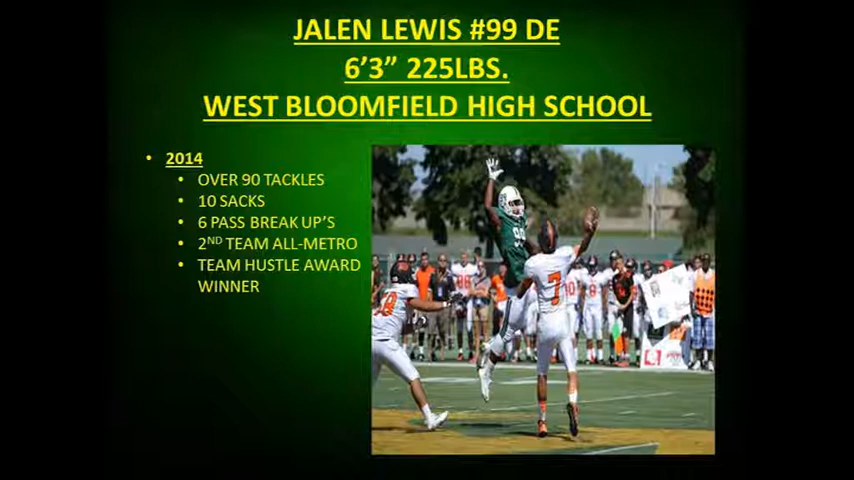 JALEN LEWIS #99 DE
6’3” 225LBS.
WEST BLOOMFIELD HIGH SCHOOL
• 2014
• OVER 90 TACKLES
• 10 SACKS
• 6 PASS BREAK UP’S
• 2ND TEAM ALL-METRO
• TEAM HUSTLE AWARD
WINNER
7